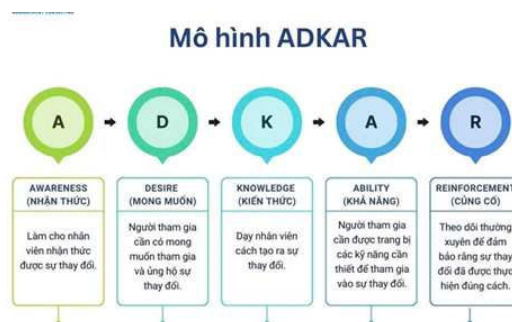 Mô hình ADKAR
A
D
K
A
R
AWARENESS
(NHẬN THỨC)
Làm cho nhân
viên nhận thức
được sự thay đổi.
DESIRE
(MONG MUỐN)
Người tham gia
cần có mong
muốn tham gia
và ủng hộ sự
thay đổi.
KNOWLEDGE
(KIẾN THỨC)
Dạy nhân viên
cách tạo ra sự
thay đổi.
ABILITY
(KHẢ NĂNG)
Người tham gia
cần được trang bị
các kỹ năng cần
thiết để tham gia
vào sự thay đổi.
REINFORCEMENT
(CỦNG CỐ)
Theo dõi thường
xuyên để đảm
bảo rằng sự thay
đổi đã được thực
hiện đúng cách.